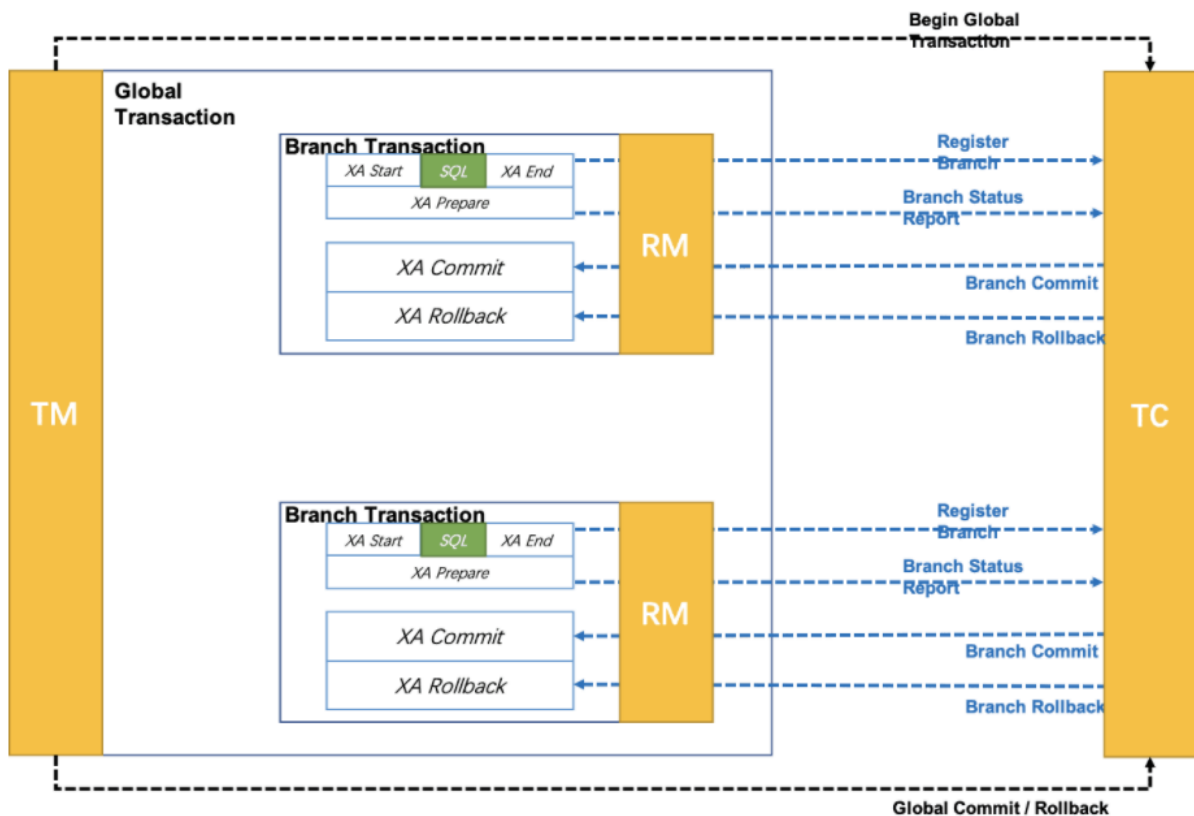 Begin Global
Transaction
Global
Transaction
Branch Transaction
XA Start
SQL
XA End
XA Prepare
XA Commit
XA Rollback
RM
Register
Branch
Branch Status
Report
Branch Commit
Branch Rollback
TM
TC
Branch Transaction
XA Start
SQL
XA End
XA Prepare
XA Commit
XA Rollback
RM
Register
Branch
Branch Status
Report
Branch Commit
Branch Rollback
Global Commit / Rollback